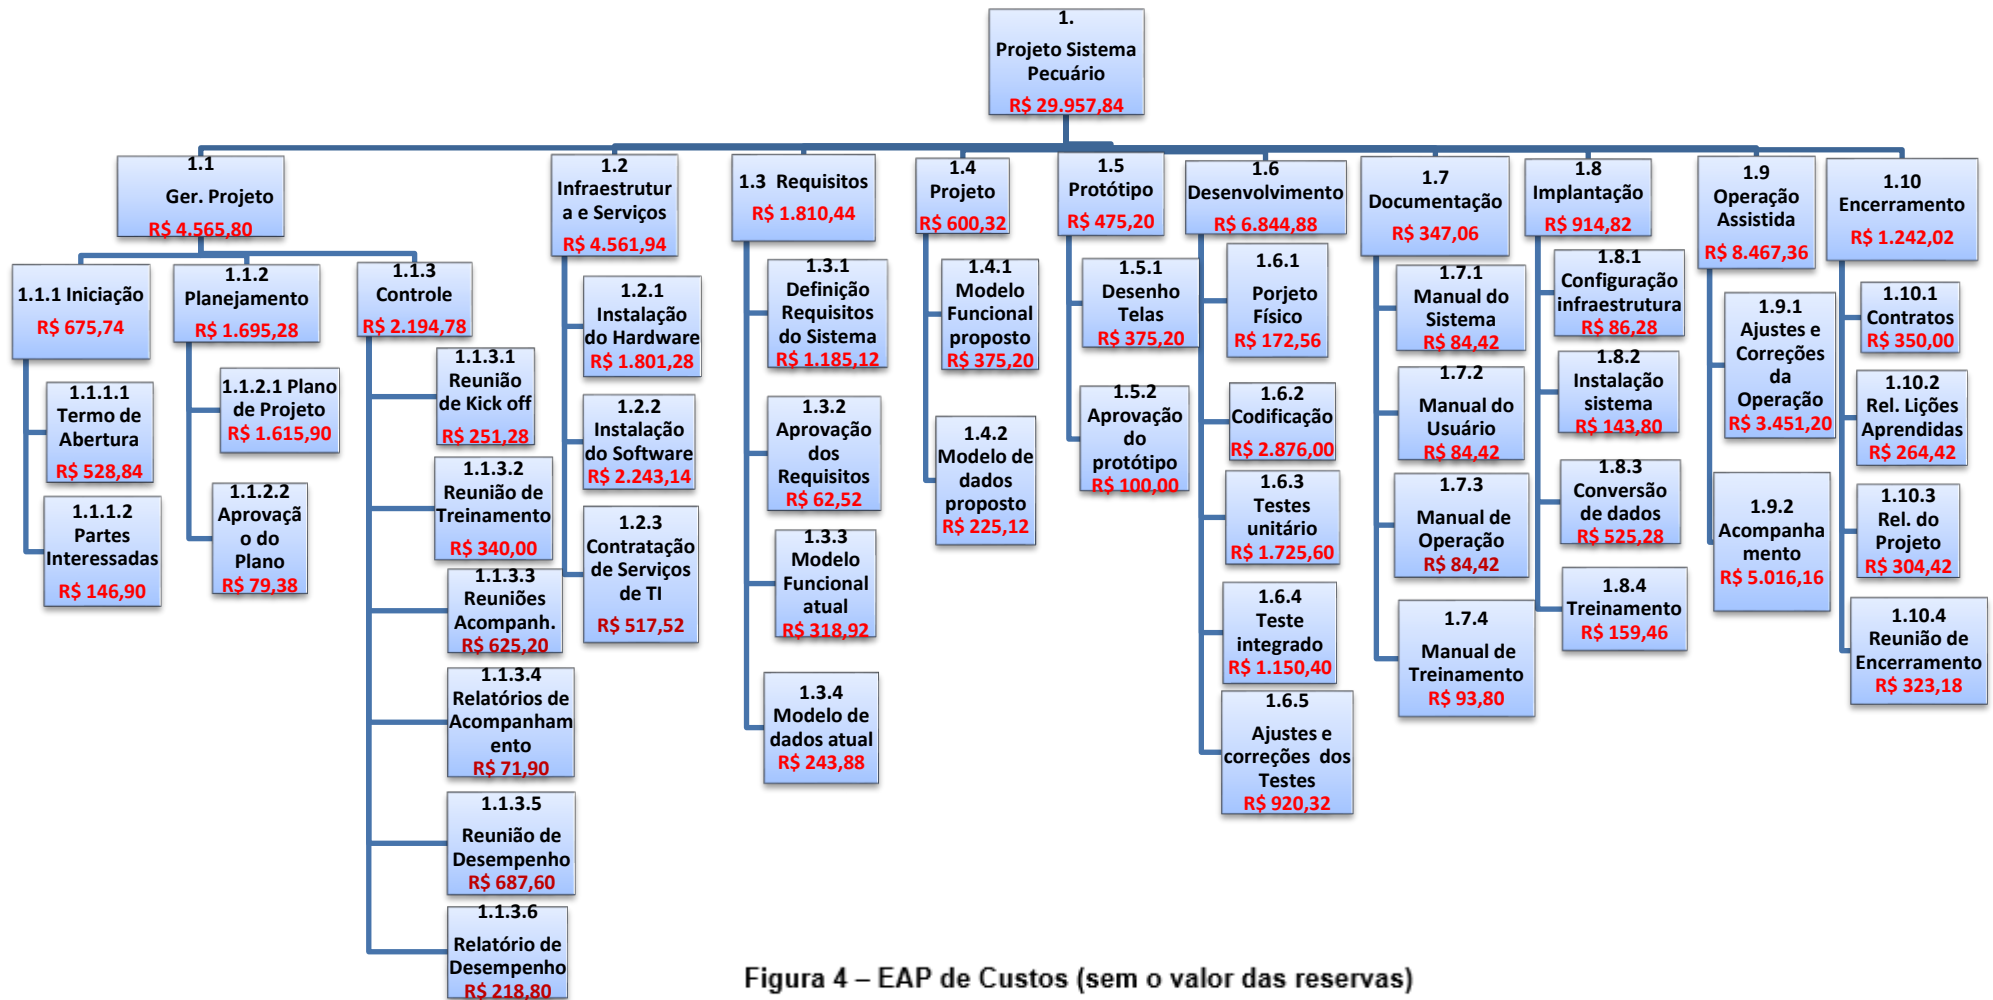 1.
Projeto Sistema
Pecuário
R$ 29.957,84
1.1
Ger. Projeto
R$ 4.565,80
1.1.1 Iniciação
R$ 675,74
1.1.1.1
Termo de
Abertura
R$ 528,84
1.1.1.2
Partes
Interessadas
R$ 146,90
1.1.2
Planejamento
R$ 1.695,28
1.1.2.1 Plano
de Projeto
R$ 1.615,90
1.1.2.2
Aprovaçã
o do
Plano
R$ 79,38
1.1.3
Controle
R$ 2.194,78
1.1.3.1
Reunião
de Kick off
R$ 251,28
1.1.3.2
Reunião de
Treinamento
R$ 340,00
1.1.3.3
Reuniões
Acompanh.
R$ 625,20
1.1.3.4
Relatórios de
Acompanham
ento
R$ 71,90
1.1.3.5
Reunião de
Desempenho
R$ 687,60
1.1.3.6
Relatório de
Desempenho
R$ 218,80
1.2
Infraestrutur
a e Serviços
R$ 4.561,94
1.2.1
Instalação
do Hardware
R$ 1.801,28
1.2.2
Instalação
do Software
R$ 2.243,14
1.2.3
Contratação
de Serviços
de TI
R$ 517,52
1.3 Requisitos
R$ 1.810,44
1.3.1
Definição
Requisitos
do Sistema
R$ 1.185,12
1.3.2
Aprovação
dos
Requisitos
R$ 62,52
1.3.3
Modelo
Funcional
atual
R$ 318,92
1.3.4
Modelo de
dados atual
R$ 243,88
1.4
Projeto
R$ 600,32
1.4.1
Modelo
Funcional
proposto
R$ 375,20
1.4.2
Modelo de
dados
proposto
R$ 225,12
1.5
Protótipo
R$ 475,20
1.5.1
Desenho
Telas
R$ 375,20
1.5.2
Aprovação
do
protótipo
R$ 100,00
1.6
Desenvolvimento
R$ 6.844,88
1.6.1
Porjeto
Físico
R$ 172,56
1.6.2
Codificação
R$ 2.876,00
1.6.3
Testes
unitário
R$ 1.725,60
1.6.4
Teste
integrado
R$ 1.150,40
1.6.5
Ajustes e
correções dos
Testes
R$ 920,32
1.7
Documentação
R$ 347,06
1.7.1
Manual do
Sistema
R$ 84,42
1.7.2
Manual do
Usuário
R$ 84,42
1.7.3
Manual de
Operação
R$ 84,42
1.7.4
Manual de
Treinamento
R$ 93,80
1.8
Implantação
R$ 914,82
1.8.1
Configuração
infraestrutura
R$ 86,28
1.8.2
Instalação
sistema
R$ 143,80
1.8.3
Conversão
de dados
R$ 525,28
1.8.4
Treinamento
R$ 159,46
1.9
Operação
Assistida
R$ 8.467,36
1.9.1
Ajustes e
Correções
da
Operação
R$ 3.451,20
1.9.2
Acompanha
mento
R$ 5.016,16
1.10
Encerramento
R$ 1.242,02
1.10.1
Contratos
R$ 350,00
1.10.2
Rel. Lições
Aprendidas
R$ 264,42
1.10.3
Rel. do
Projeto
R$ 304,42
1.10.4
Reunião de
Encerramento
R$ 323,18
Figura 4 – EAP de Custos (sem o valor das reservas)